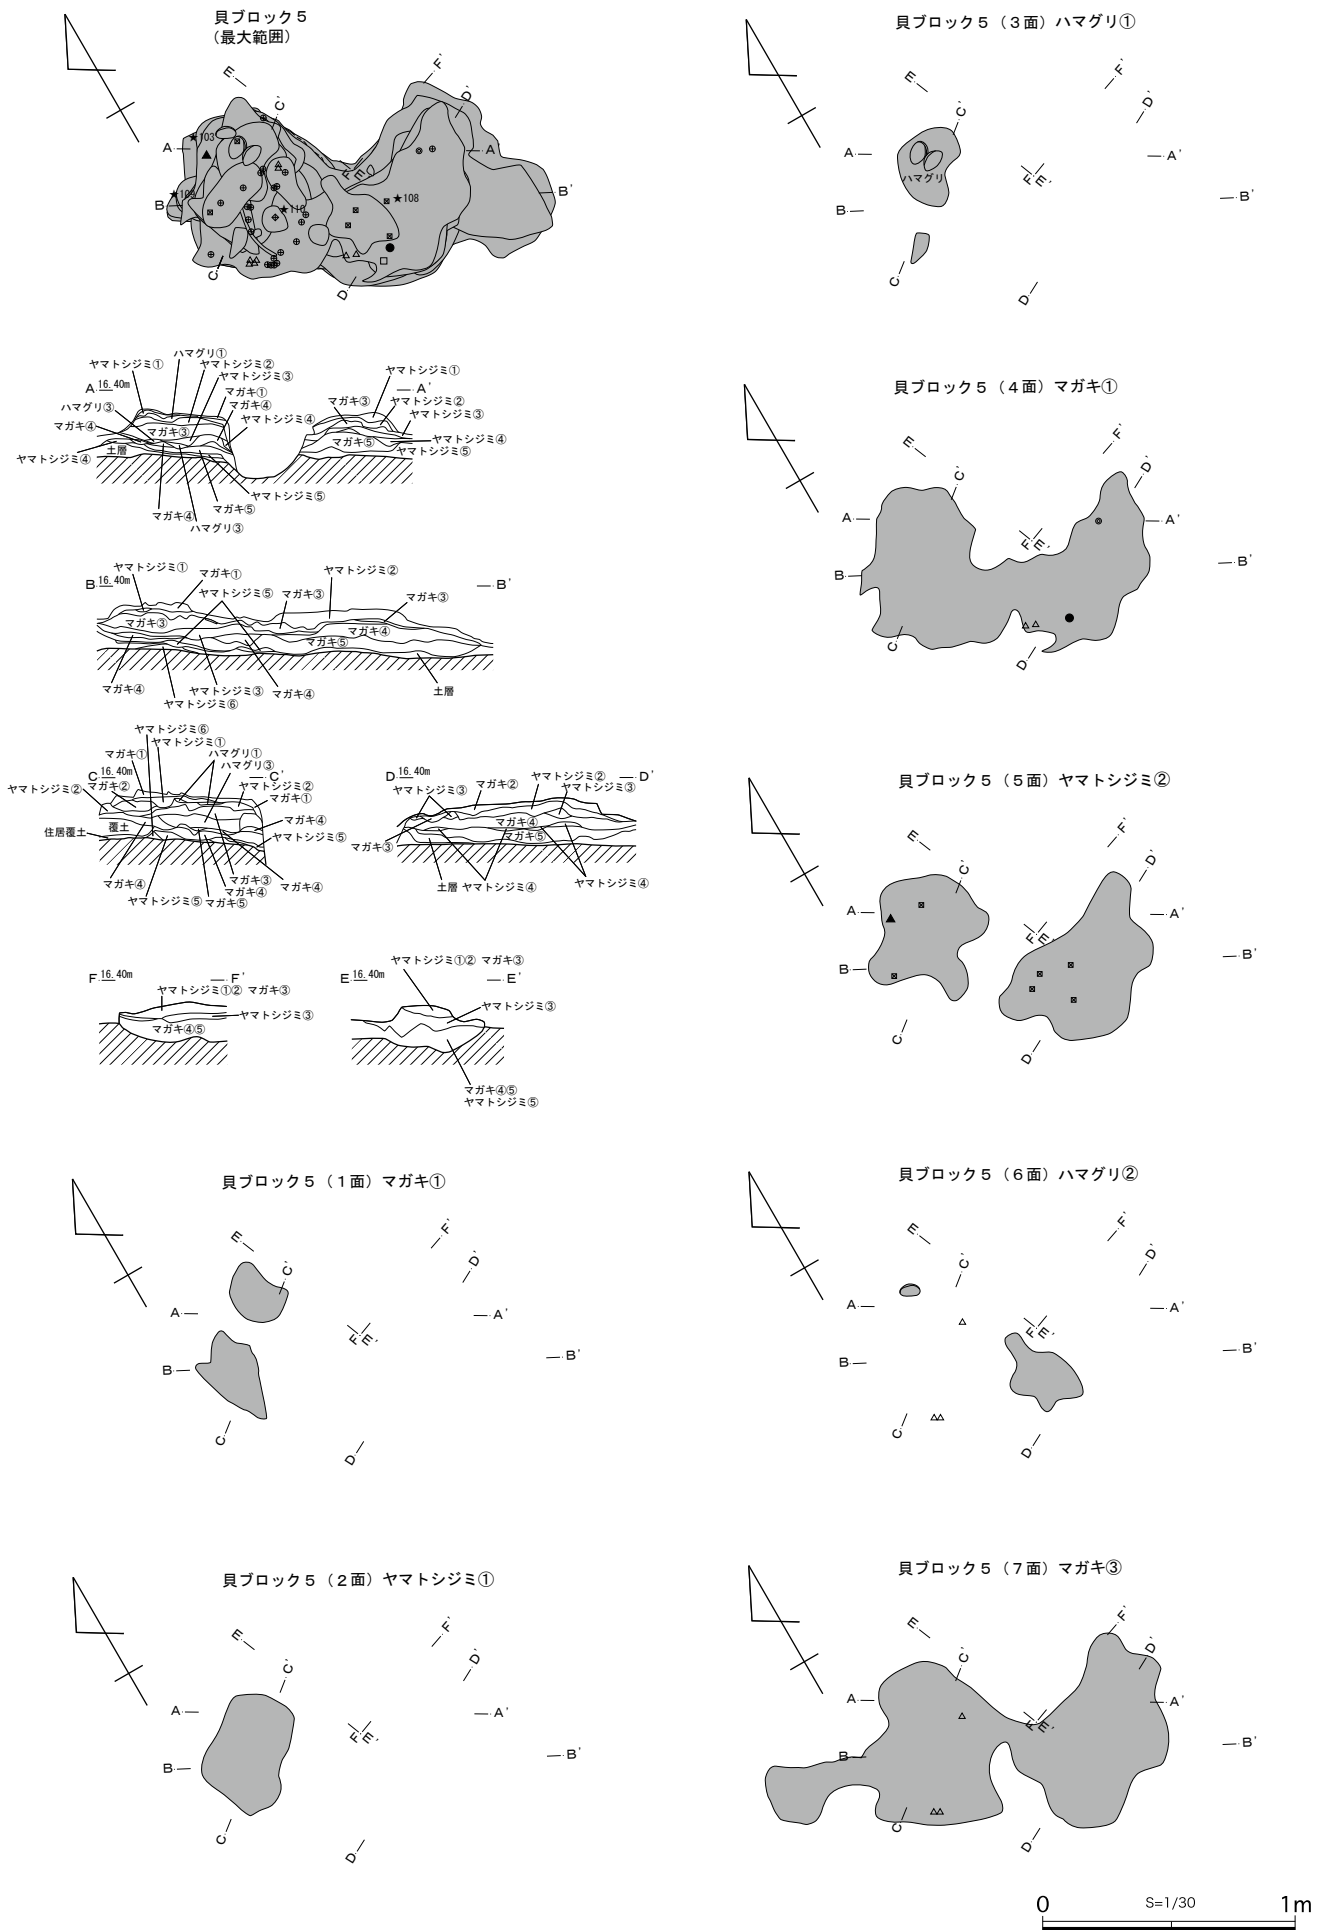 貝ブロック５
（最大範囲）
E
F'
C'
D'
★103
A
A'
F E'
B
B'
★108
★110
C
D
ハマグリ①
ヤマトシジミ①
ヤマトシジミ②
ヤマトシジミ③
A 16.40m
A'
マガキ①
ハマグリ③
マガキ④
マガキ④
マガキ③
ヤマトシジミ④
土層
ヤマトシジミ④
ヤマトシジミ⑤
マガキ④
マガキ⑤
ハマグリ③
ヤマトシジミ①
マガキ③
ヤマトシジミ②
ヤマトシジミ③
マガキ⑤
ヤマトシジミ④
ヤマトシジミ⑤
ヤマトシジミ①
マガキ①
ヤマトシジミ②
B 16.40m
B'
ヤマトシジミ⑤
マガキ③
マガキ③
マガキ③
マガキ④
マガキ⑤
マガキ④
ヤマトシジミ③
マガキ④
土層
ヤマトシジミ⑥
ヤマトシジミ⑥
ヤマトシジミ①
マガキ①
ハマグリ①
ハマグリ③
C 16.40m
C'
ヤマトシジミ②
マガキ②
ヤマトシジミ②
マガキ①
マガキ④
住居覆土
覆土
ヤマトシジミ⑤
マガキ④
マガキ③
マガキ④
マガキ④
ヤマトシジミ⑤
マガキ⑤
D 16.40m
D'
ヤマトシジミ③
マガキ②
ヤマトシジミ②
ヤマトシジミ③
マガキ④
マガキ⑤
マガキ③
土層
ヤマトシジミ④
ヤマトシジミ④
F 16.40m
F'
ヤマトシジミ①② マガキ③
ヤマトシジミ③
マガキ④⑤
ヤマトシジミ①② マガキ③
E 16.40m
E'
ヤマトシジミ③
マガキ④⑤
ヤマトシジミ⑤
貝ブロック５（１面）マガキ①
E
F'
C'
D'
A
A'
F E'
B
B'
C
D
貝ブロック５（２面）ヤマトシジミ①
E
F'
C'
D'
A
A'
F E'
B
B'
C
D
貝ブロック５（３面）ハマグリ①
E
F'
C'
D'
A
A'
ハマグリ
F E'
B
B'
C
D
貝ブロック５（４面）マガキ①
E
F'
C'
D'
A
A'
F E'
B
B'
C
D
貝ブロック５（５面）ヤマトシジミ②
E
F'
C'
D'
A
A'
F E'
B
B'
C
D
貝ブロック５（６面）ハマグリ②
E
F'
C'
D'
A
A'
F E'
B
B'
C
D
貝ブロック５（７面）マガキ③
E
F'
C'
D'
A
A'
F E'
B
B'
C
D
0
S=1/30
1m